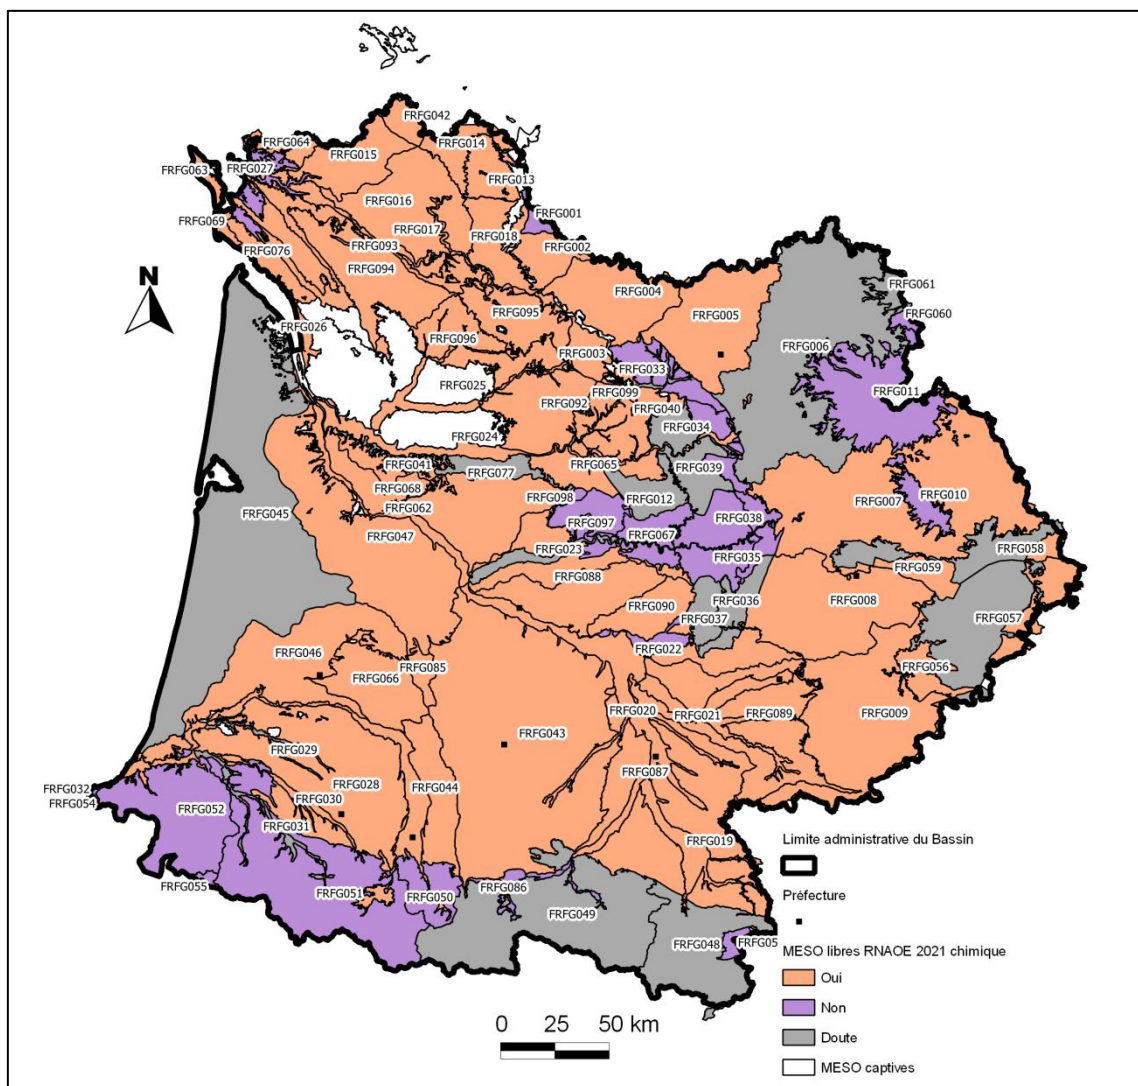 FRFG042
FRFG064
FRFG014
FRFG015
FRFG063
FRFG027
FRFG013
FRFG016
FRFG001
FRFG069
FRFG017
FRFG018
FRFG093
FRFG002
FRFG076
FRFG094
N
FRFG004
FRFG061
FRFG005
FRFG060
FRFG095
FRFG026
FRFG096
FRFG003
FRFG006
FRFG033
FRFG025
FRFG099
FRFG011
FRFG092
FRFG040
FRFG024
FRFG034
FRFG041
FRFG077
FRFG065
FRFG039
FRFG068
FRFG098
FRFG012
FRFG007
FRFG010
FRFG062
FRFG045
FRFG097
FRFG038
FRFG047
FRFG067
FRFG023
FRFG035
FRFG058
FRFG088
FRFG059
FRFG036
FRFG008
FRFG090
FRFG037
FRFG057
FRFG022
FRFG046
FRFG085
FRFG056
FRFG066
FRFG020
FRFG021
FRFG089
FRFG009
FRFG043
FRFG029
FRFG087
FRFG032
FRFG028
FRFG044
FRFG054
FRFG052
FRFG030
FRFG031
FRFG019
FRFG055
FRFG051
FRFG050
FRFG086
FRFG049
FRFG048
FRFG05
Limite administrative du Bassin
Préfecture
MESO libres RNAOE 2021 chimique
Oui
Non
Doute
MESO captives
0 25 50 km